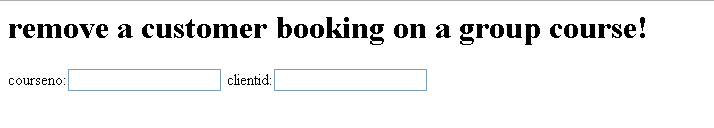 remove a customer booking on a group course!
courseno: clientid: